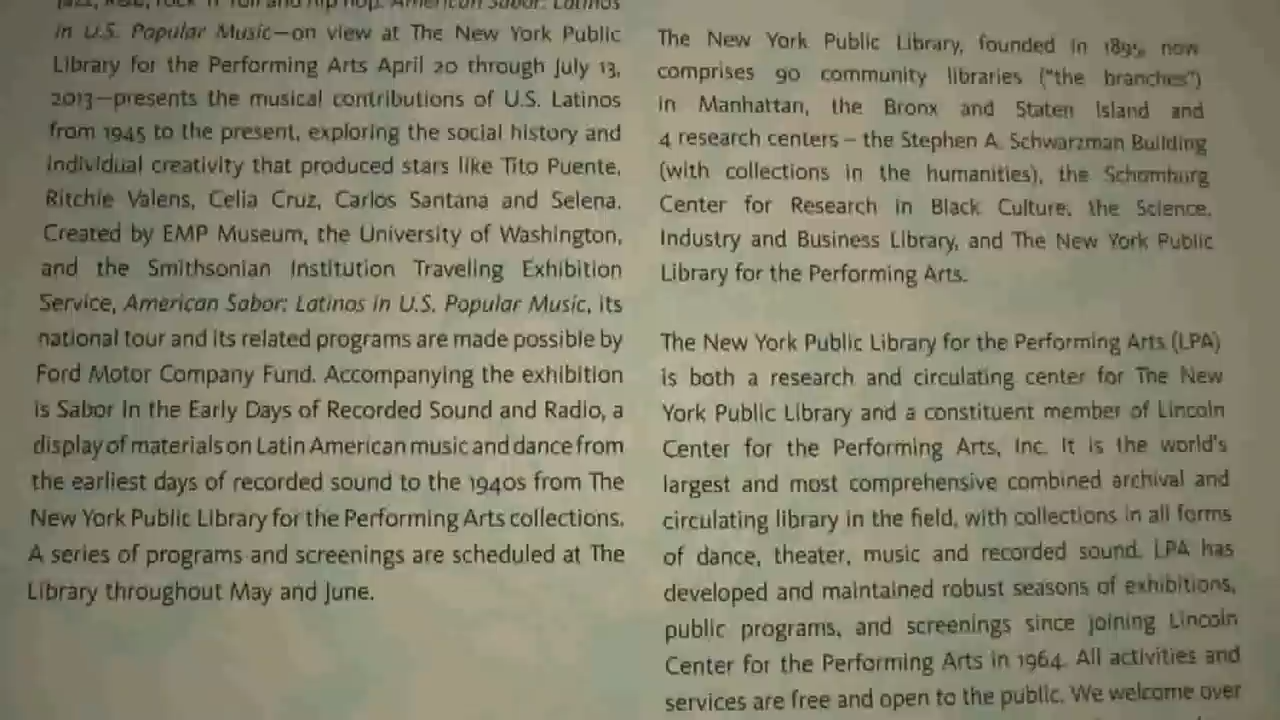 jazz, R&B, rock 'n' roll and hip hop. American Sabor: Latinos
in U.S. Popular Music—on view at The New York Public
Library for the Performing Arts April 20 through July 13,
2013—presents the musical contributions of U.S. Latinos
from 1945 to the present, exploring the social history and
individual creativity that produced stars like Tito Puente,
Ritchie Valens, Celia Cruz, Carlos Santana and Selena.
Created by EMP Museum, the University of Washington,
and the Smithsonian Institution Traveling Exhibition
Service, American Sabor: Latinos in U.S. Popular Music, its
national tour and its related programs are made possible by
Ford Motor Company Fund. Accompanying the exhibition
is Sabor in the Early Days of Recorded Sound and Radio, a
display of materials on Latin American music and dance from
the earliest days of recorded sound to the 1940s from The
New York Public Library for the Performing Arts collections.
A series of programs and screenings are scheduled at The
Library throughout May and June.
The New York Public Library, founded in 1895, now
comprises 90 community libraries ("the branches")
in Manhattan, the Bronx and Staten Island and
4 research centers – the Stephen A. Schwarzman Building
(with collections in the humanities), the Schomburg
Center for Research in Black Culture, the Science,
Industry and Business Library, and The New York Public
Library for the Performing Arts.
The New York Public Library for the Performing Arts (LPA)
is both a research and circulating center for The New
York Public Library and a constituent member of Lincoln
Center for the Performing Arts, Inc. It is the world's
largest and most comprehensive combined archival and
circulating library in the field, with collections in all forms
of dance, theater, music and recorded sound. LPA has
developed and maintained robust seasons of exhibitions,
public programs, and screenings since joining Lincoln
Center for the Performing Arts in 1964. All activities and
services are free and open to the public. We welcome over